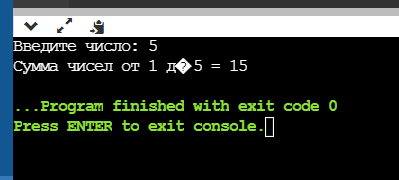 Введите число: 5
Сумма чисел от 1 д�5 = 15
...Program finished with exit code 0
Press ENTER to exit console.